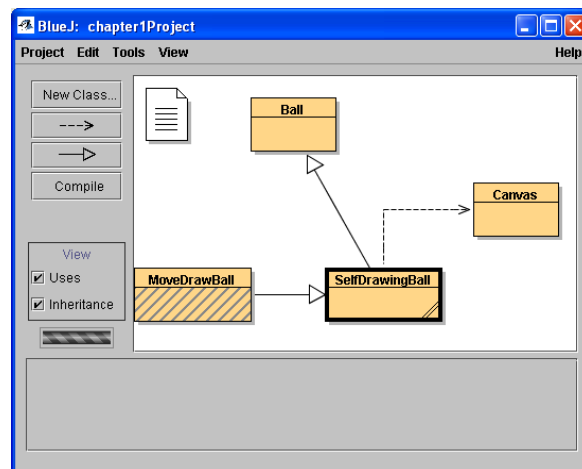 BlueJ: chapter1Project
Project Edit Tools View Help
New Class...
--->
Compile
View
Uses
Inheritance
Ball
Canvas
MoveDrawBall
SelfDrawingBall